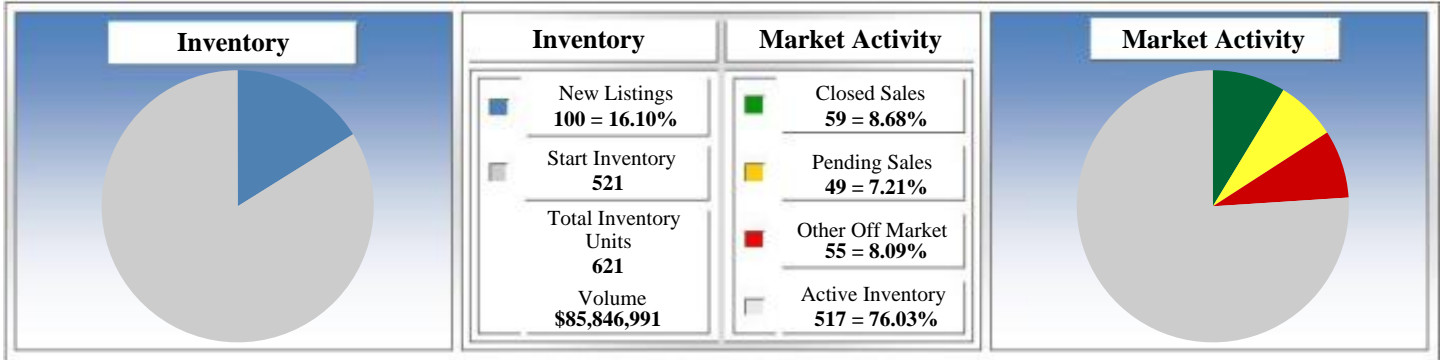 Inventory
Inventory
Market Activity
New Listings
100 = 16.10%
Start Inventory
521
Total Inventory
Units
621
Volume
$85,846,991
Closed Sales
59 = 8.68%
Pending Sales
49 = 7.21%
Other Off Market
55 = 8.09%
Active Inventory
517 = 76.03%
Market Activity